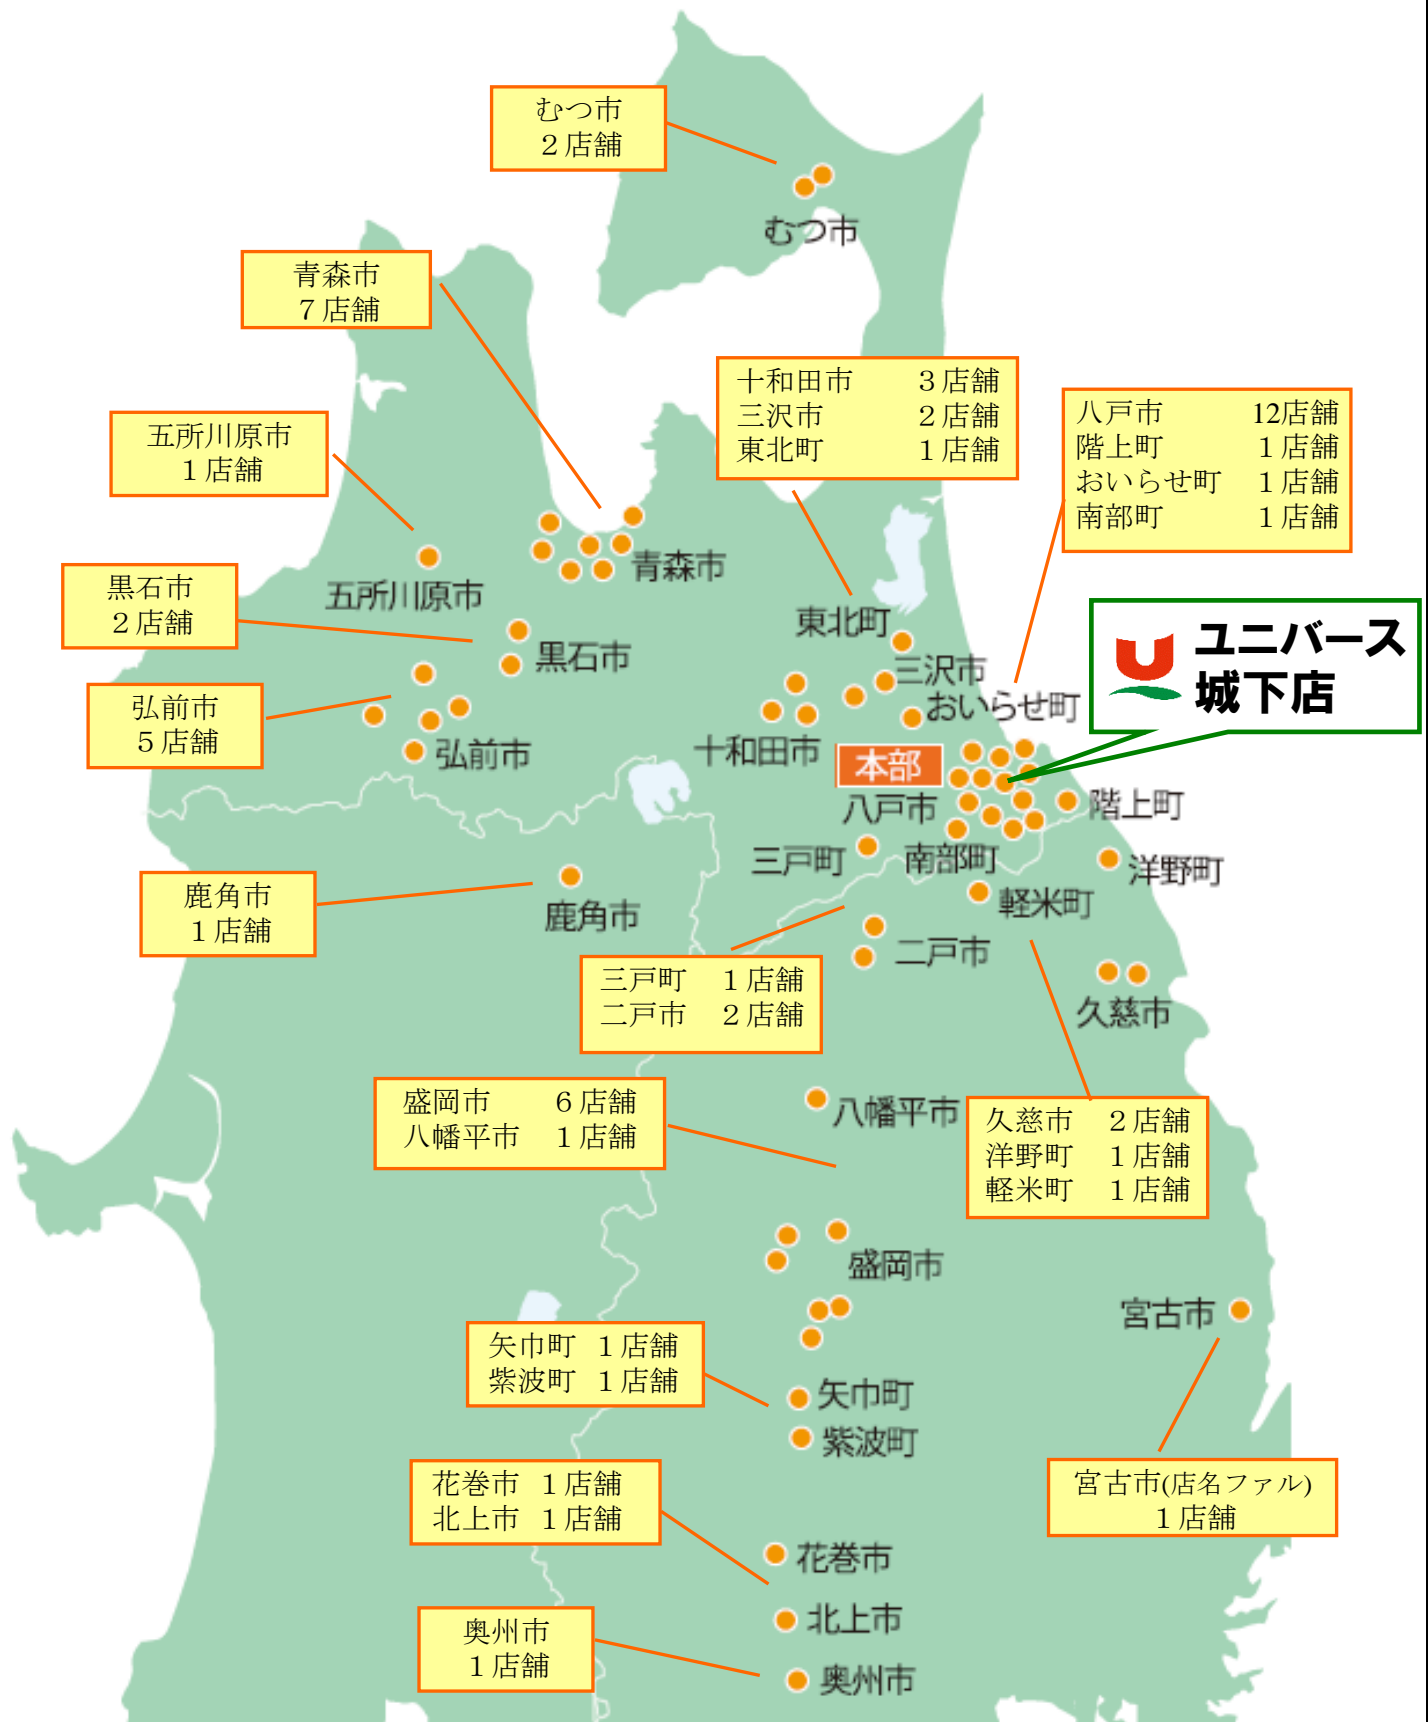 むつ市
２店舗
むつ市
青森市
７店舗
十和田市 ３店舗
三沢市 ２店舗
東北町 １店舗
八戸市 12店舗
階上町 １店舗
おいらせ町 １店舗
南部町 １店舗
五所川原市
１店舗
青森市
五所川原市
黒石市
２店舗
東北町
ユニバース
城下店
黒石市
三沢市
おいらせ町
弘前市
５店舗
弘前市
十和田市
本部
八戸市
階上町
三戸町
南部町
洋野町
鹿角市
１店舗
鹿角市
軽米町
二戸市
三戸町 １店舗
二戸市 ２店舗
久慈市
盛岡市 ６店舗
八幡平市 １店舗
八幡平市
久慈市 ２店舗
洋野町 １店舗
軽米町 １店舗
盛岡市
宮古市
矢巾町 １店舗
紫波町 １店舗
矢巾町
紫波町
花巻市 １店舗
北上市 １店舗
宮古市(店名ファル)
１店舗
花巻市
北上市
奥州市
１店舗
奥州市